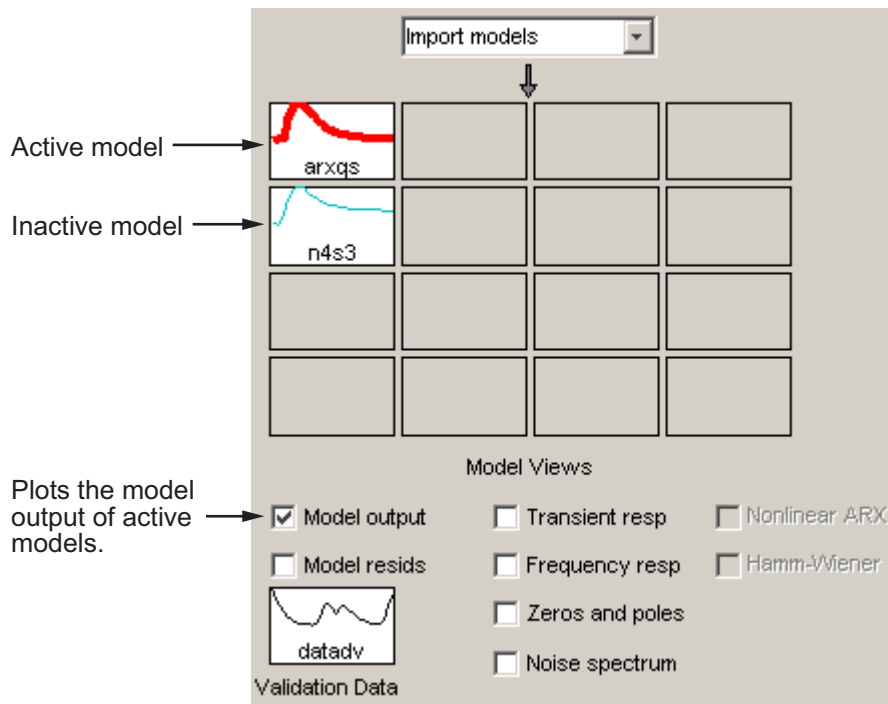 Import models
Active model
arxqs
Inactive model
n4s3
Model Views
Plots the model
output of active
models.
Model output
Transient resp
Nonlinear ARX
Model resids
Frequency resp
Hamm-Wiener
Zeros and poles
datadv
Noise spectrum
Validation Data